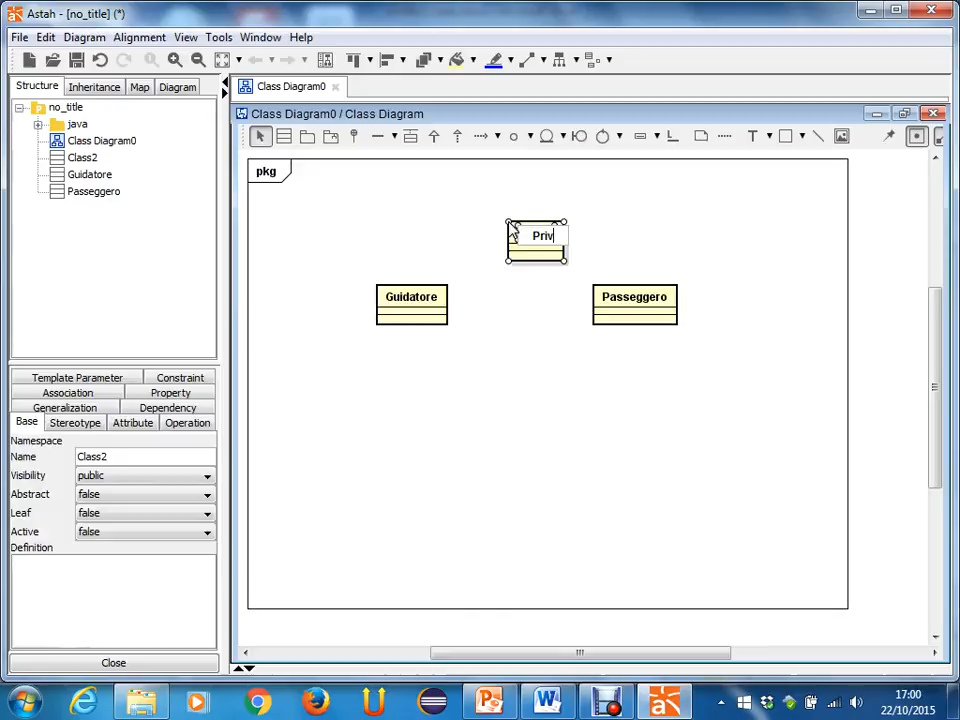 Astah - [no_title] (*)
File Edit Diagram Alignment View Tools Window Help
Structure Inheritance Map Diagram
Class Diagram0
no_title
java
Class Diagram0
Class2
Guidatore
Passeggero
Class Diagram0 / Class Diagram
pkg
Priv
Guidatore
Passeggero
Template Parameter Constraint
Association Property
Generalization Dependency
Base Stereotype Attribute Operation
Namespace
Name Class2
Visibility public
Abstract false
Leaf false
Active false
Definition
Close
17:00
22/10/2015